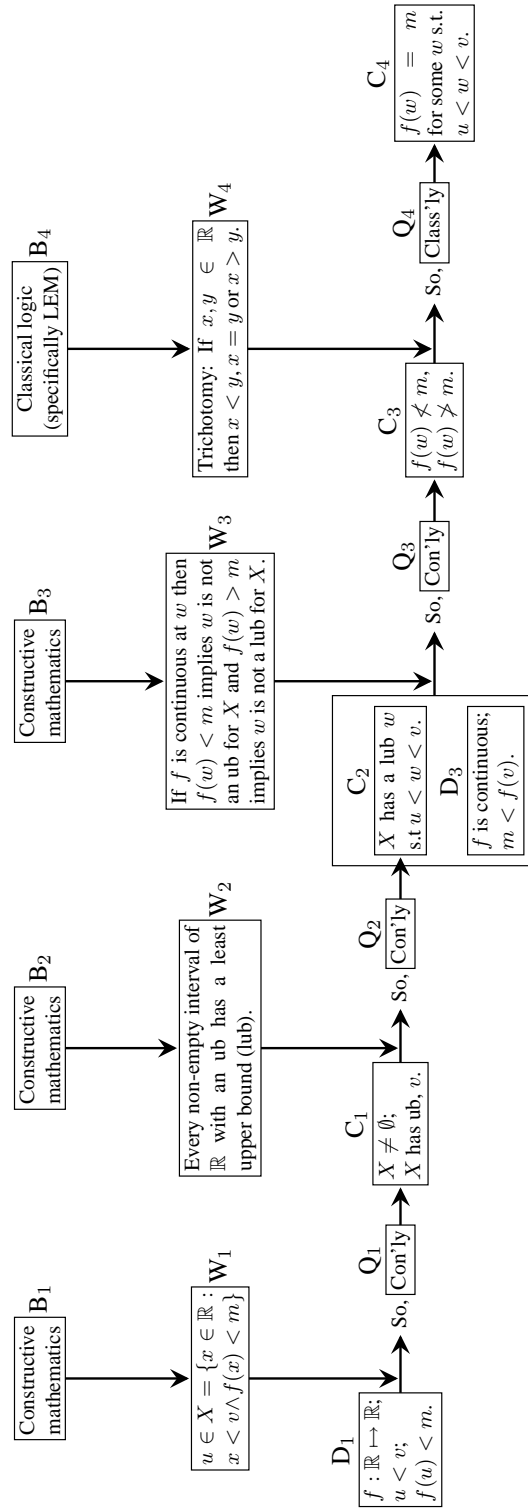 B₁
Constructive
mathematics
W₁
u ∈ X = {x ∈ ℝ :
x < v∧f(x) < m}
D₁
f : ℝ ↦ ℝ;
u < v;
f(u) < m.
So,
Q₁
Con'ly
C₁
X ≠ ∅;
X has ub, v.
B₂
Constructive
mathematics
W₂
Every non-empty interval of
ℝ with an ub has a least
upper bound (lub).
So,
Q₂
Con'ly
C₂
X has a lub w
s.t u < w < v.
D₃
f is continuous;
m < f(v).
B₃
Constructive
mathematics
W₃
If f is continuous at w then
f(w) < m implies w is not
an ub for X and f(w) > m
implies w is not a lub for X.
So,
Q₃
Con'ly
C₃
f(w) ≮ m,
f(w) ≯ m.
B₄
Classical logic
(specifically LEM)
W₄
Trichotomy: If x, y ∈ ℝ
then x < y, x = y or x > y.
So,
Q₄
Class'ly
C₄
f(w) = m
for some w s.t.
u < w < v.